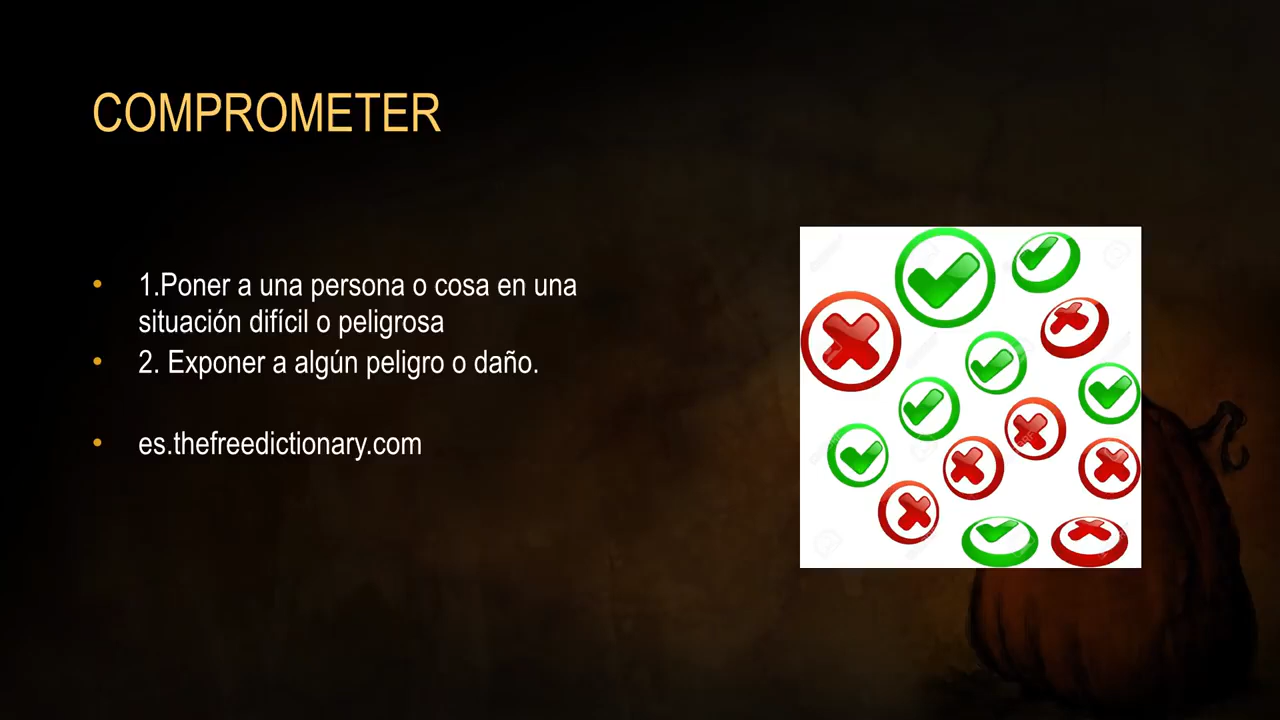 COMPROMETER
• 1.Poner a una persona o cosa en una
situación difícil o peligrosa
• 2. Exponer a algún peligro o daño.
• es.thefreedictionary.com